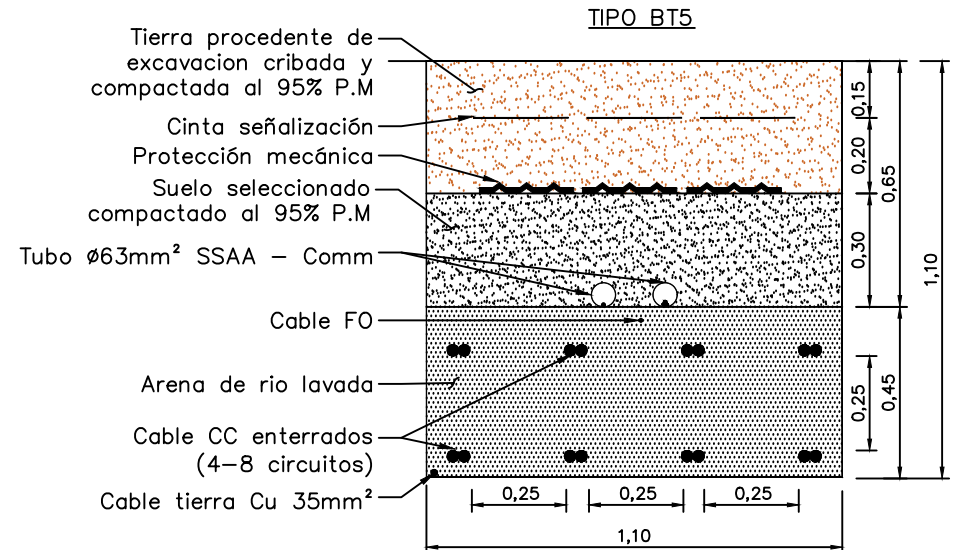 TIPO BT5
Tierra procedente de
excavacion cribada y
compactada al 95% P.M
Cinta señalización
Protección mecánica
Suelo seleccionado
compactado al 95% P.M
Tubo Ø63mm² SSAA – Comm
Cable FO
Arena de rio lavada
Cable CC enterrados
(4–8 circuitos)
Cable tierra Cu 35mm²
0,15
0,20
0,30
0,65
1,10
0,25
0,45
0,25
0,25
0,25
1,10